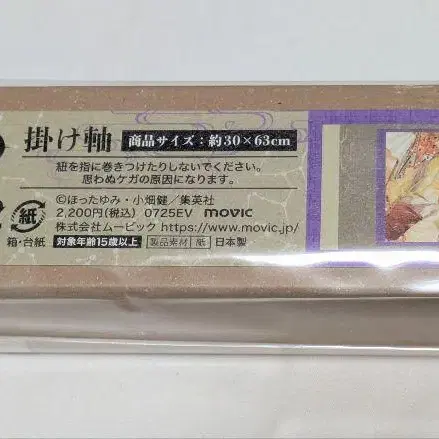 掛け軸 商品サイズ:約30×63cm
紐を指に巻きつけたりしないでください。
思わぬケガの原因になります。
©ほったゆみ・小畑健／集英社
2,200円(税込) 0725EV movic
株式会社ムービック https://www.movic.jp/
紙
箱・台紙 対象年齢15歳以上 製品素材 紙 日本製